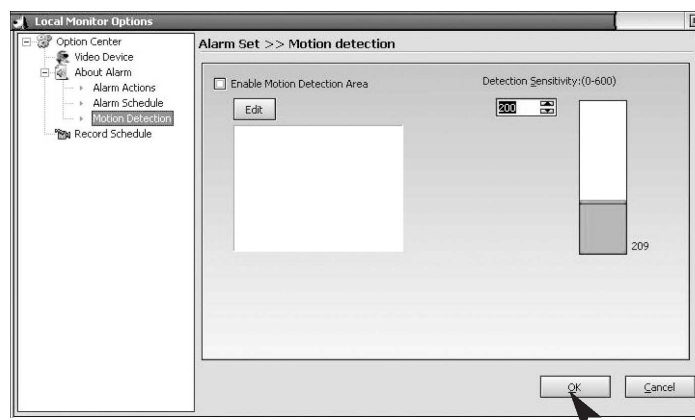 Local Monitor Options
Option Center
Video Device
About Alarm
Alarm Actions
Alarm Schedule
Motion Detection
Record Schedule
Alarm Set >> Motion detection
Enable Motion Detection Area
Edit
Detection Sensitivity:(0-600)
200
209
OK
Cancel